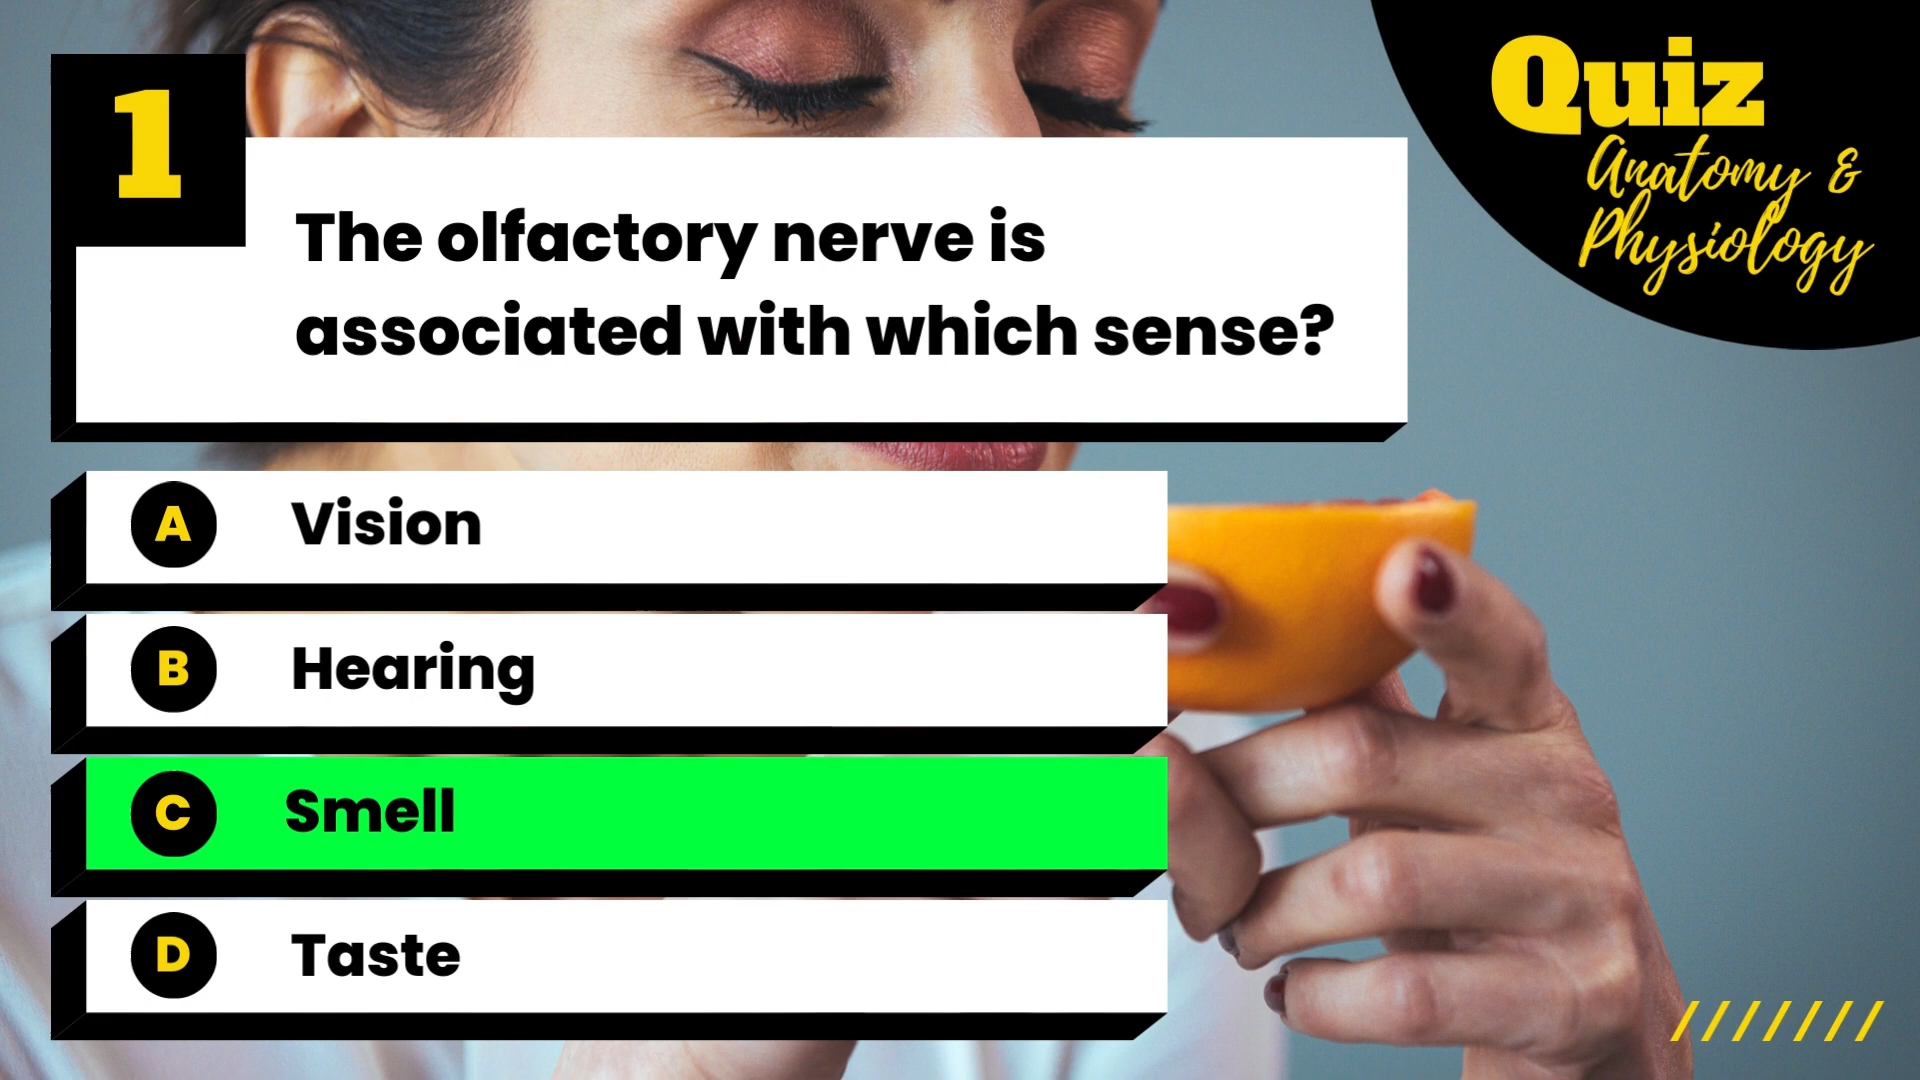 1
The olfactory nerve is
associated with which sense?
A Vision
B Hearing
C Smell
D Taste
Quiz
Anatomy &
Physiology